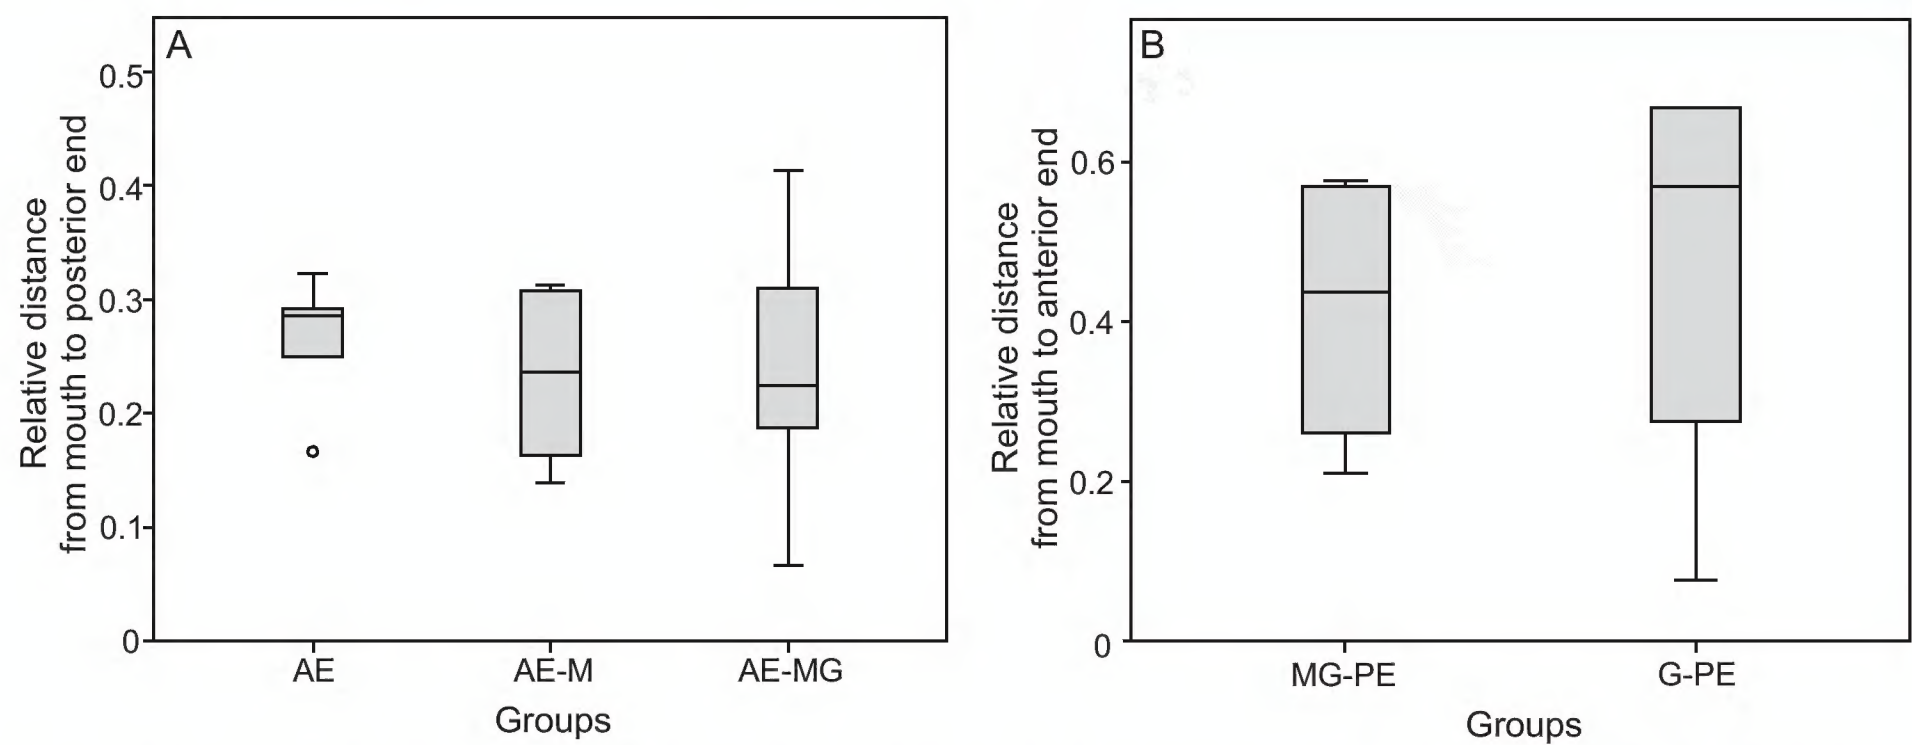 A
Relative distance
from mouth to posterior end
0.5
0.4
0.3
0.2
0.1
0
AE AE-M AE-MG
Groups
B
Relative distance
from mouth to anterior end
0.6
0.4
0.2
0
MG-PE G-PE
Groups